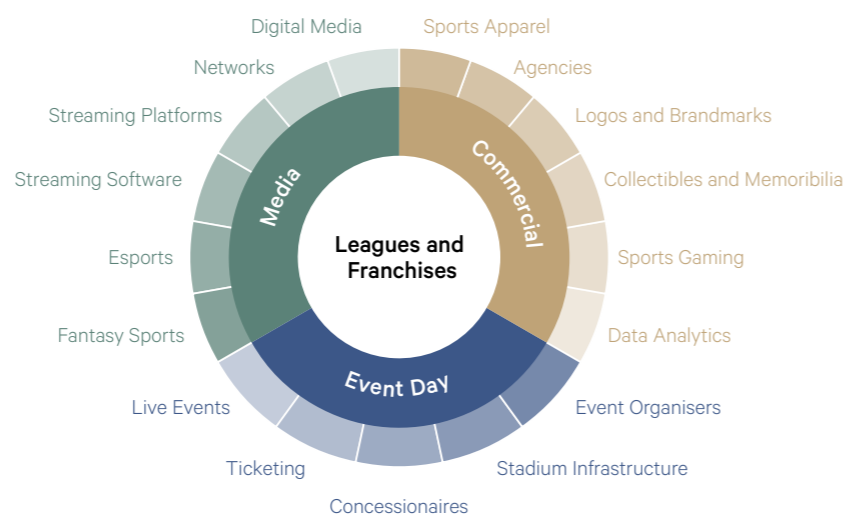 Digital Media
Sports Apparel
Networks
Agencies
Streaming Platforms
Logos and Brandmarks
Streaming Software
Collectibles and Memoribilia
Media
Commercial
Leagues and
Franchises
Esports
Sports Gaming
Fantasy Sports
Data Analytics
Event Day
Live Events
Event Organisers
Ticketing
Stadium Infrastructure
Concessionaires